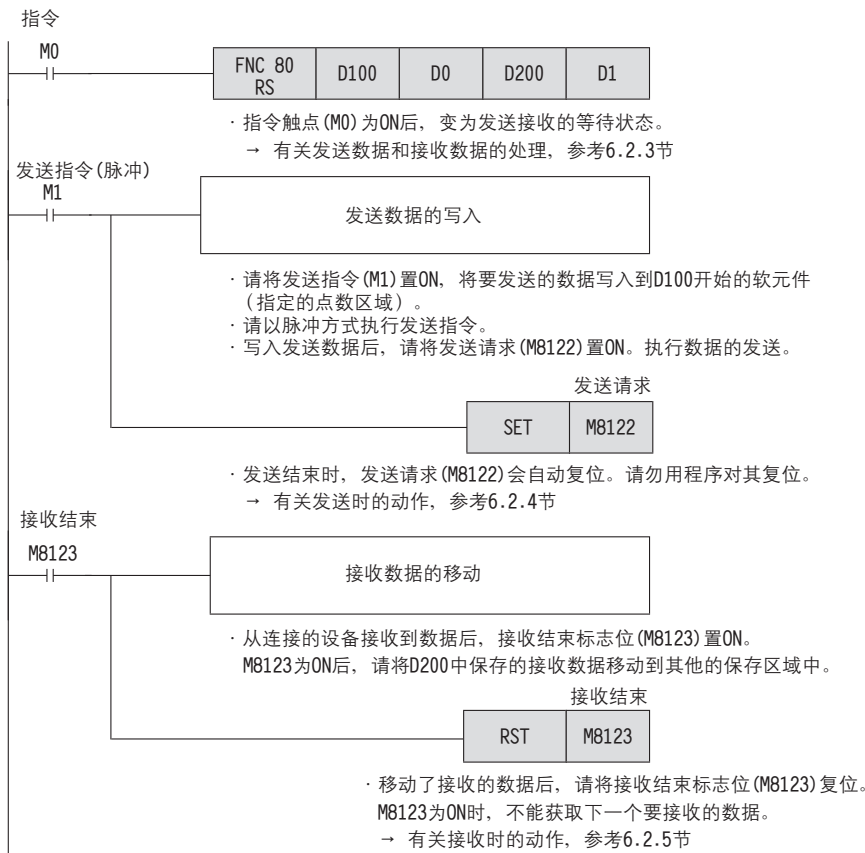 指令
M0
FNC 80
RS
D100
D0
D200
D1
·指令触点(M0)为ON后，变为发送接收的等待状态。
→ 有关发送数据和接收数据的处理，参考6.2.3节
发送指令(脉冲)
M1
发送数据的写入
·请将发送指令(M1)置ON，将要发送的数据写入到D100开始的软元件
（指定的点数区域）。
·请以脉冲方式执行发送指令。
·写入发送数据后，请将发送请求(M8122)置ON。执行数据的发送。
发送请求
SET
M8122
·发送结束时，发送请求(M8122)会自动复位。请勿用程序对其复位。
→ 有关发送时的动作，参考6.2.4节
接收结束
M8123
接收数据的移动
·从连接的设备接收到数据后，接收结束标志位(M8123)置ON。
M8123为ON后，请将D200中保存的接收数据移动到其他的保存区域中。
接收结束
RST
M8123
·移动了接收的数据后，请将接收结束标志位(M8123)复位。
M8123为ON时，不能获取下一个要接收的数据。
→ 有关接收时的动作，参考6.2.5节